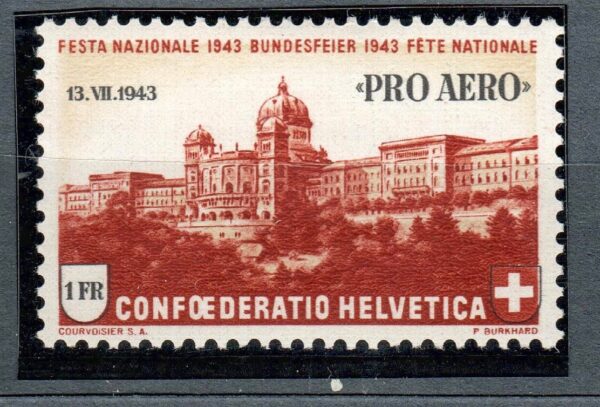 FESTA NAZIONALE 1943 BUNDESFEIER 1943 FÊTE NATIONALE
13.VII.1943 «PRO AERO»
1 FR CONFŒDERATIO HELVETICA
COURVOISIER S.A. P BURKHARD